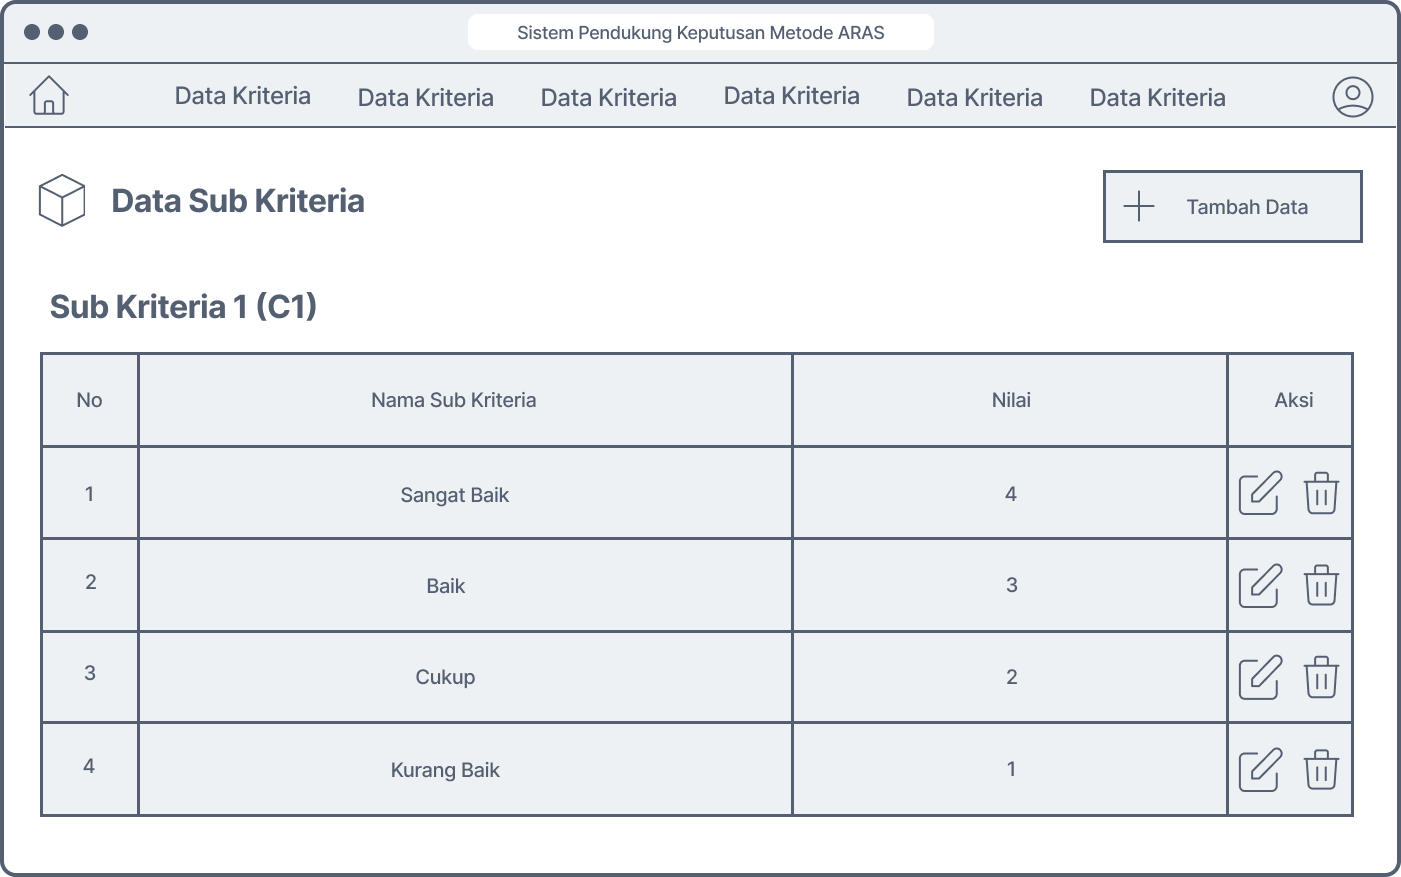 Sistem Pendukung Keputusan Metode ARAS
Data Kriteria Data Kriteria Data Kriteria Data Kriteria Data Kriteria Data Kriteria
Data Sub Kriteria
Tambah Data
Sub Kriteria 1 (C1)
No Nama Sub Kriteria Nilai Aksi
1 Sangat Baik 4
2 Baik 3
3 Cukup 2
4 Kurang Baik 1